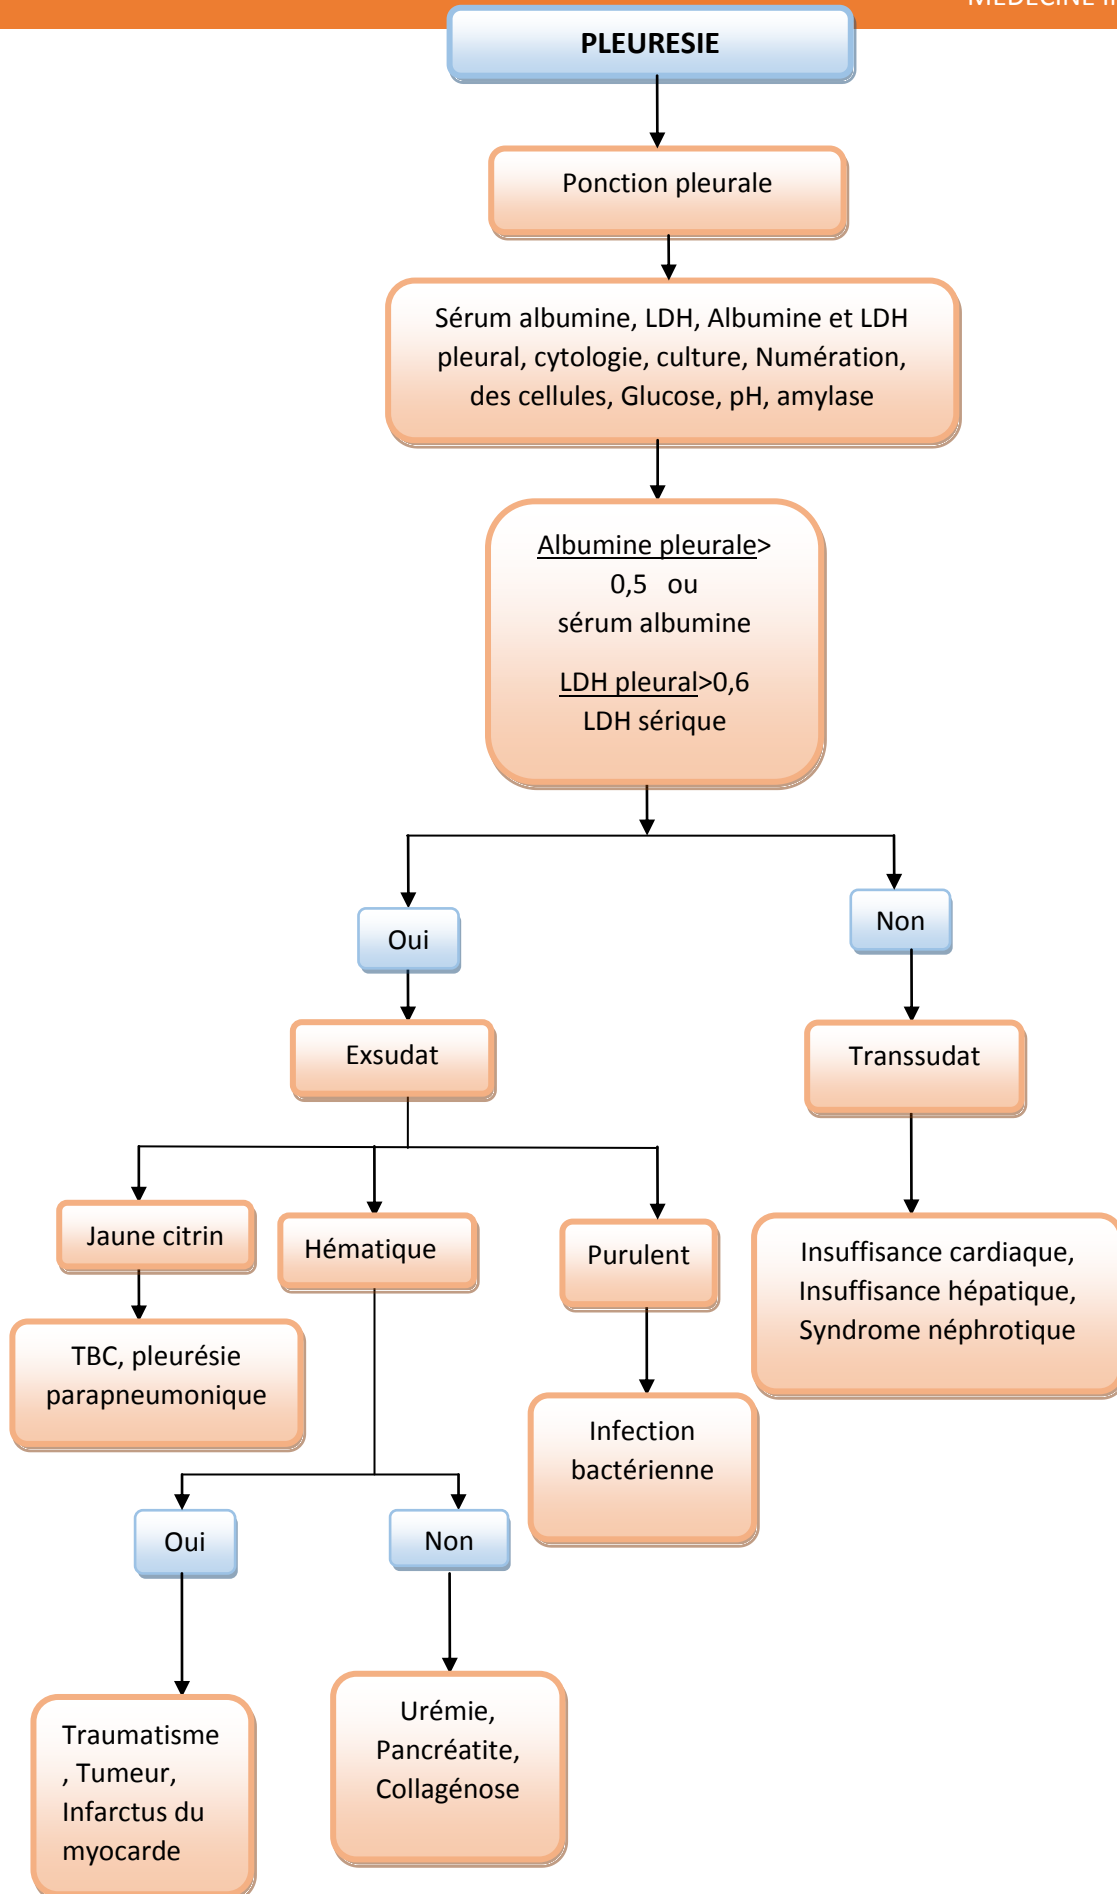 PLEURESIE
Ponction pleurale
Sérum albumine, LDH, Albumine et LDH
pleural, cytologie, culture, Numération,
des cellules, Glucose, pH, amylase
Albumine pleurale>
0,5 ou
sérum albumine
LDH pleural>0,6
LDH sérique
Oui
Non
Exsudat
Transsudat
Jaune citrin
Hématique
Purulent
Insuffisance cardiaque,
Insuffisance hépatique,
Syndrome néphrotique
TBC, pleurésie
parapneumonique
Infection
bactérienne
Oui
Non
Traumatisme
, Tumeur,
Infarctus du
myocarde
Urémie,
Pancréatite,
Collagénose